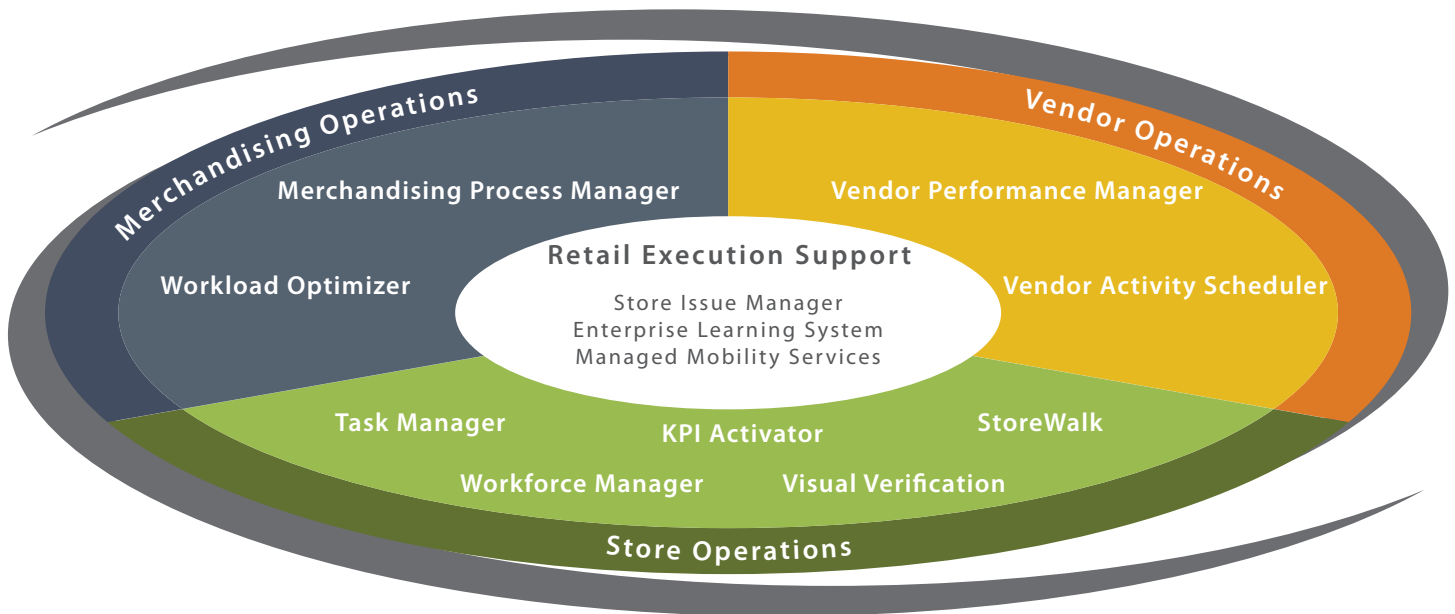 Merchandising Operations
Vendor Operations
Merchandising Process Manager
Vendor Performance Manager
Workload Optimizer
Vendor Activity Scheduler
Retail Execution Support
Store Issue Manager
Enterprise Learning System
Managed Mobility Services
Task Manager
KPI Activator
StoreWalk
Workforce Manager
Visual Verification
Store Operations